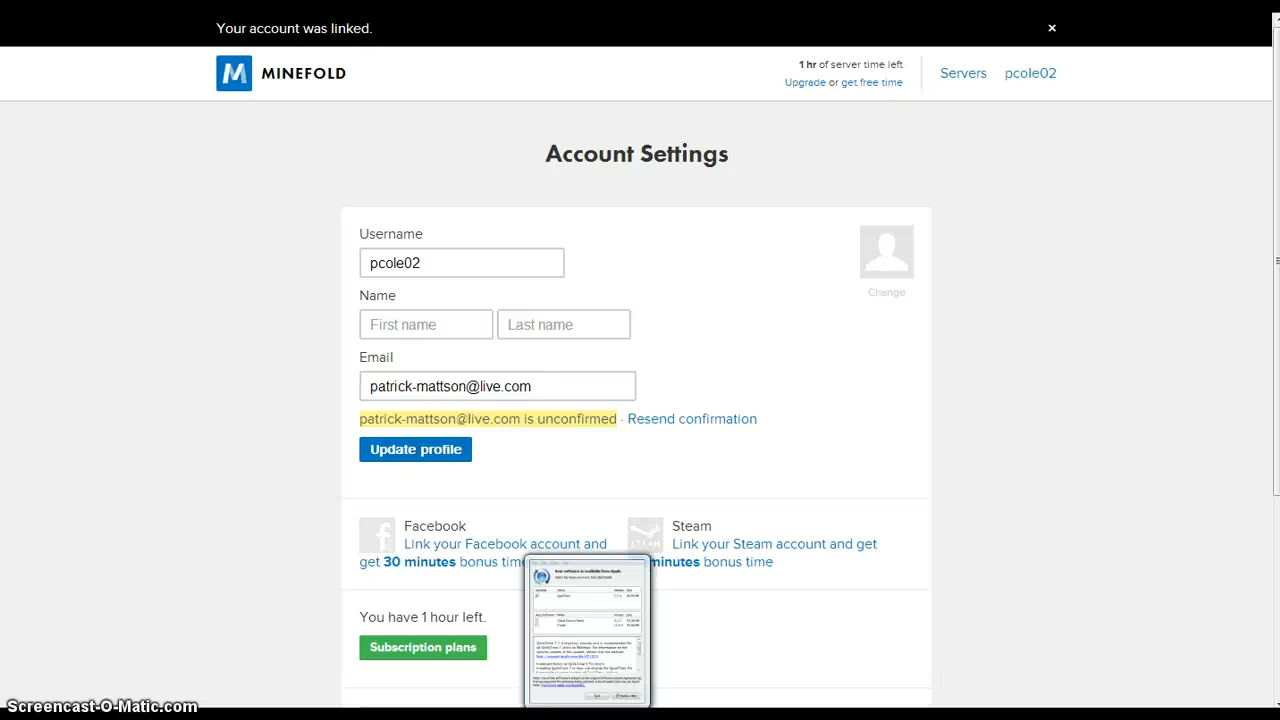 Your account was linked.
×
M MINEFOLD
1 hr of server time left
Upgrade or get free time
Servers
pcole02
Account Settings
Username
pcole02
Change
Name
First name
Last name
Email
patrick-mattson@live.com
patrick-mattson@live.com is unconfirmed · Resend confirmation
Update profile
Facebook
Link your Facebook account and
get 30 minutes bonus
Steam
STEAM
Link your Steam account and get
minutes bonus time
You have 1 hour left.
Subscription plans
Screencast-O-Matic.com